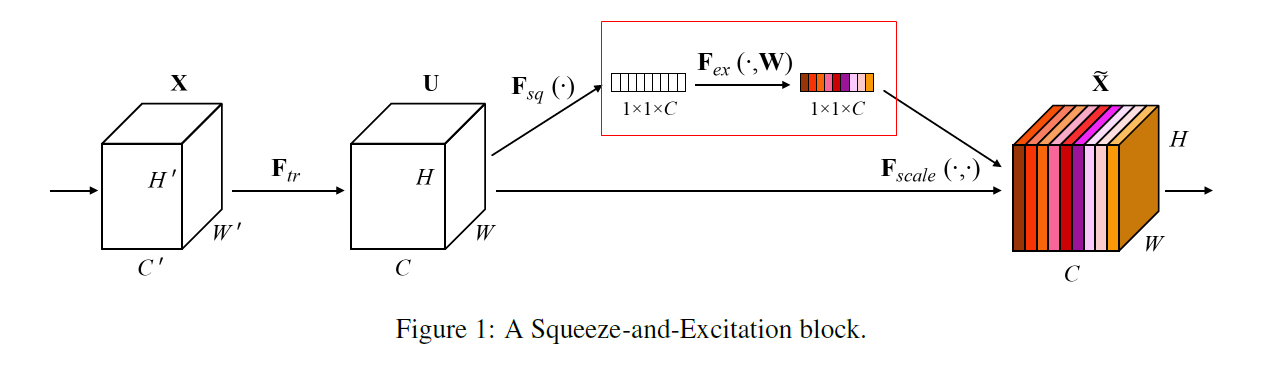 X
H′
W′
C′
F_tr
U
H
W
C
F_sq (·)
1×1×C
F_ex (·,W)
1×1×C
F_scale (·,·)
X̃
H
W
C
Figure 1: A Squeeze-and-Excitation block.